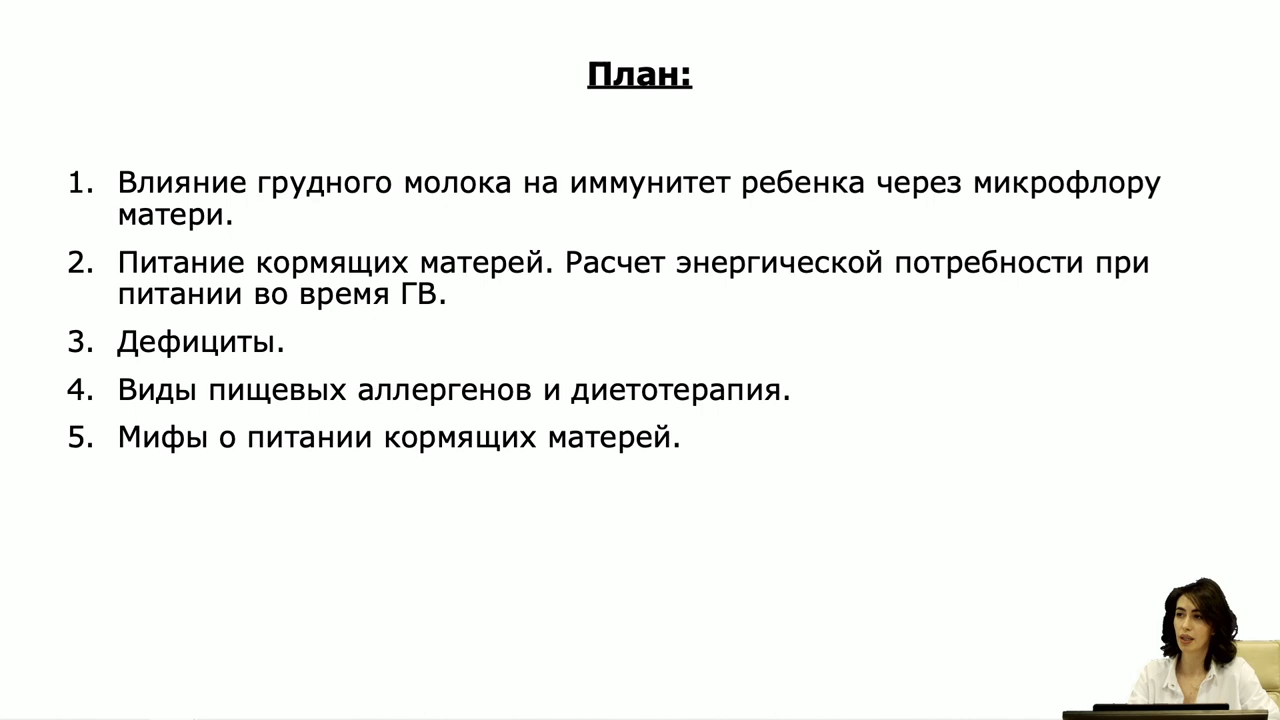 План:
1. Влияние грудного молока на иммунитет ребенка через микрофлору
матери.
2. Питание кормящих матерей. Расчет энергической потребности при
питании во время ГВ.
3. Дефициты.
4. Виды пищевых аллергенов и диетотерапия.
5. Мифы о питании кормящих матерей.